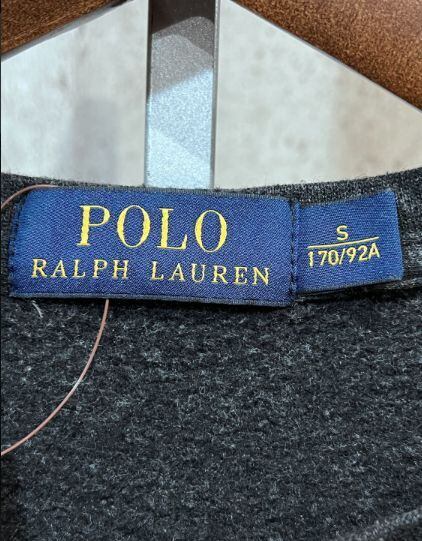 POLO
RALPH LAUREN
S
170/92A